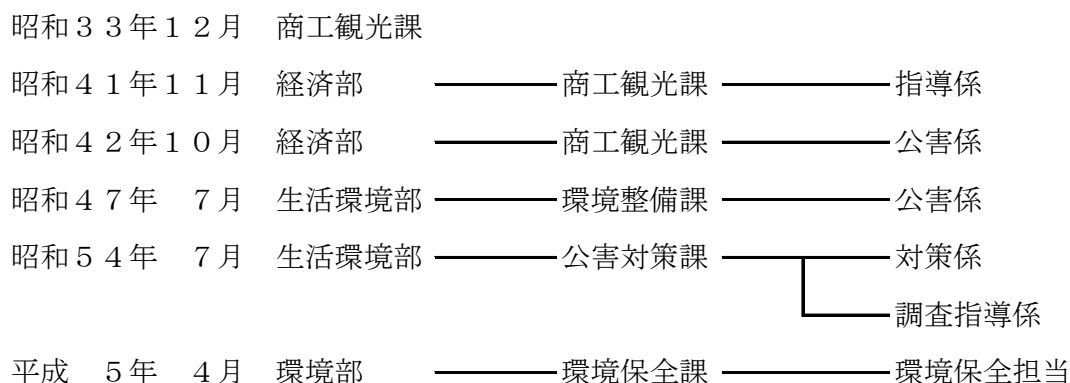 昭和３３年１２月　商工観光課
昭和４１年１１月　経済部　商工観光課　指導係
昭和４２年１０月　経済部　商工観光課　公害係
昭和４７年　７月　生活環境部　環境整備課　公害係
昭和５４年　７月　生活環境部　公害対策課　対策係
調査指導係
平成　５年　４月　環境部　環境保全課　環境保全担当